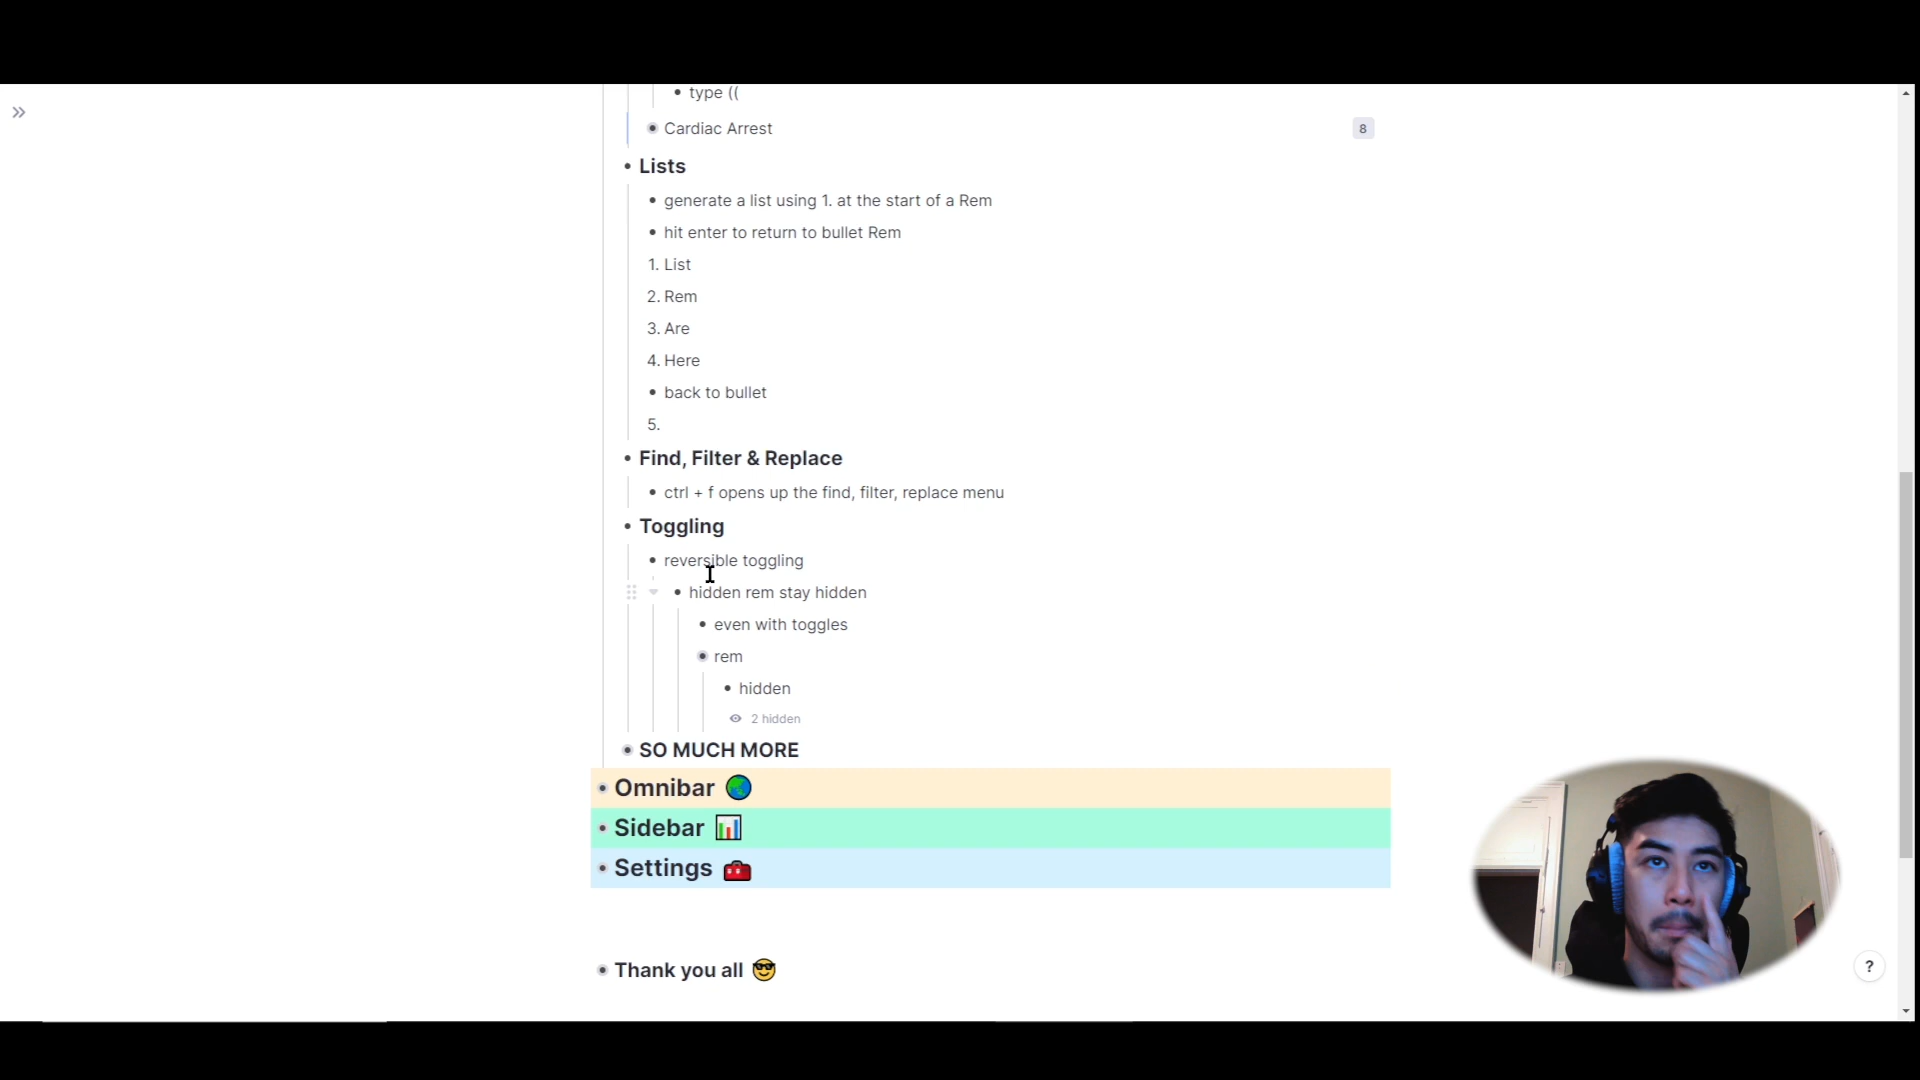 type ((
Cardiac Arrest 8
Lists
generate a list using 1. at the start of a Rem
hit enter to return to bullet Rem
1. List
2. Rem
3. Are
4. Here
back to bullet
5.
Find, Filter & Replace
ctrl + f opens up the find, filter, replace menu
Toggling
reversible toggling
hidden rem stay hidden
even with toggles
rem
hidden
2 hidden
SO MUCH MORE
Omnibar
Sidebar
Settings
Thank you all
?